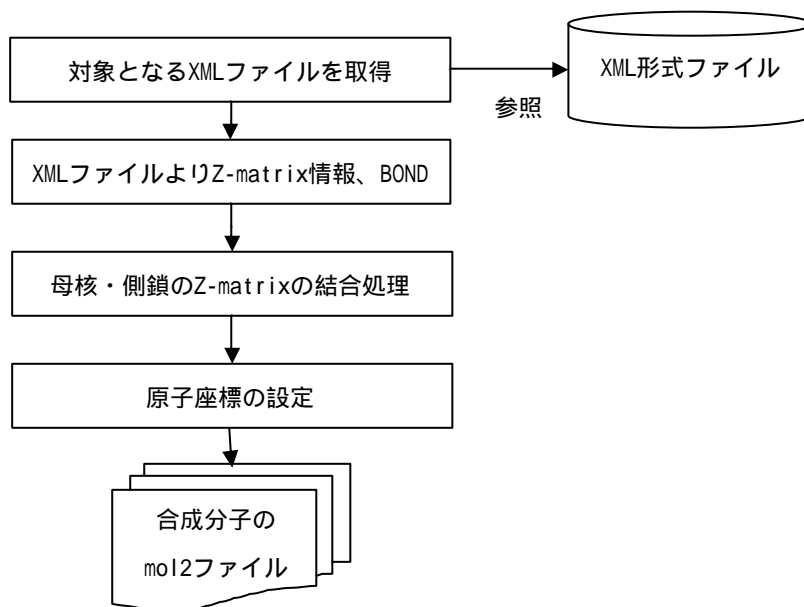 対象となるXMLファイルを取得
XML形式ファイル
参照
XMLファイルよりZ-matrix情報、BOND
母核・側鎖のZ-matrixの結合処理
原子座標の設定
合成分子の
mol2ファイル